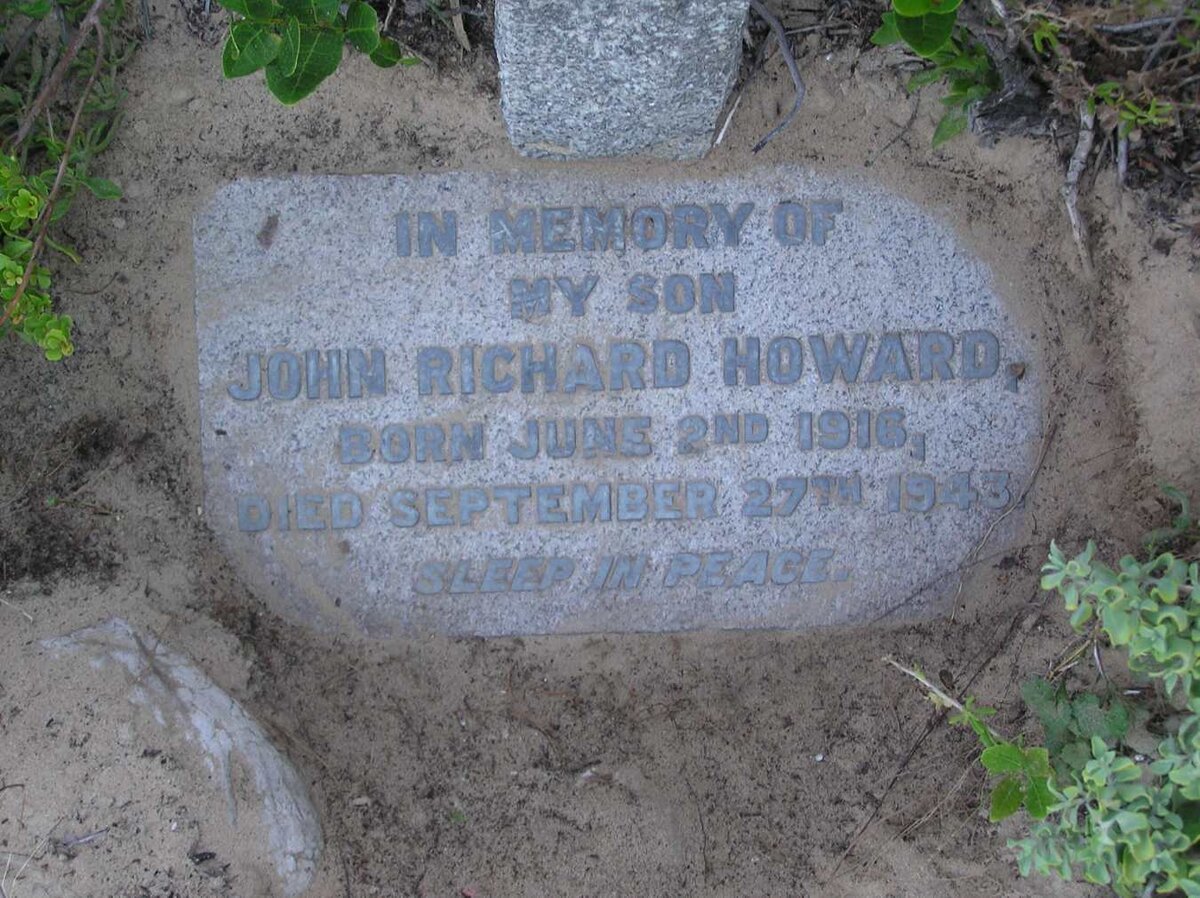 IN MEMORY OF
MY SON
JOHN RICHARD HOWARD,
BORN JUNE 2ND 1916,
DIED SEPTEMBER 27TH 1943
SLEEP IN PEACE.